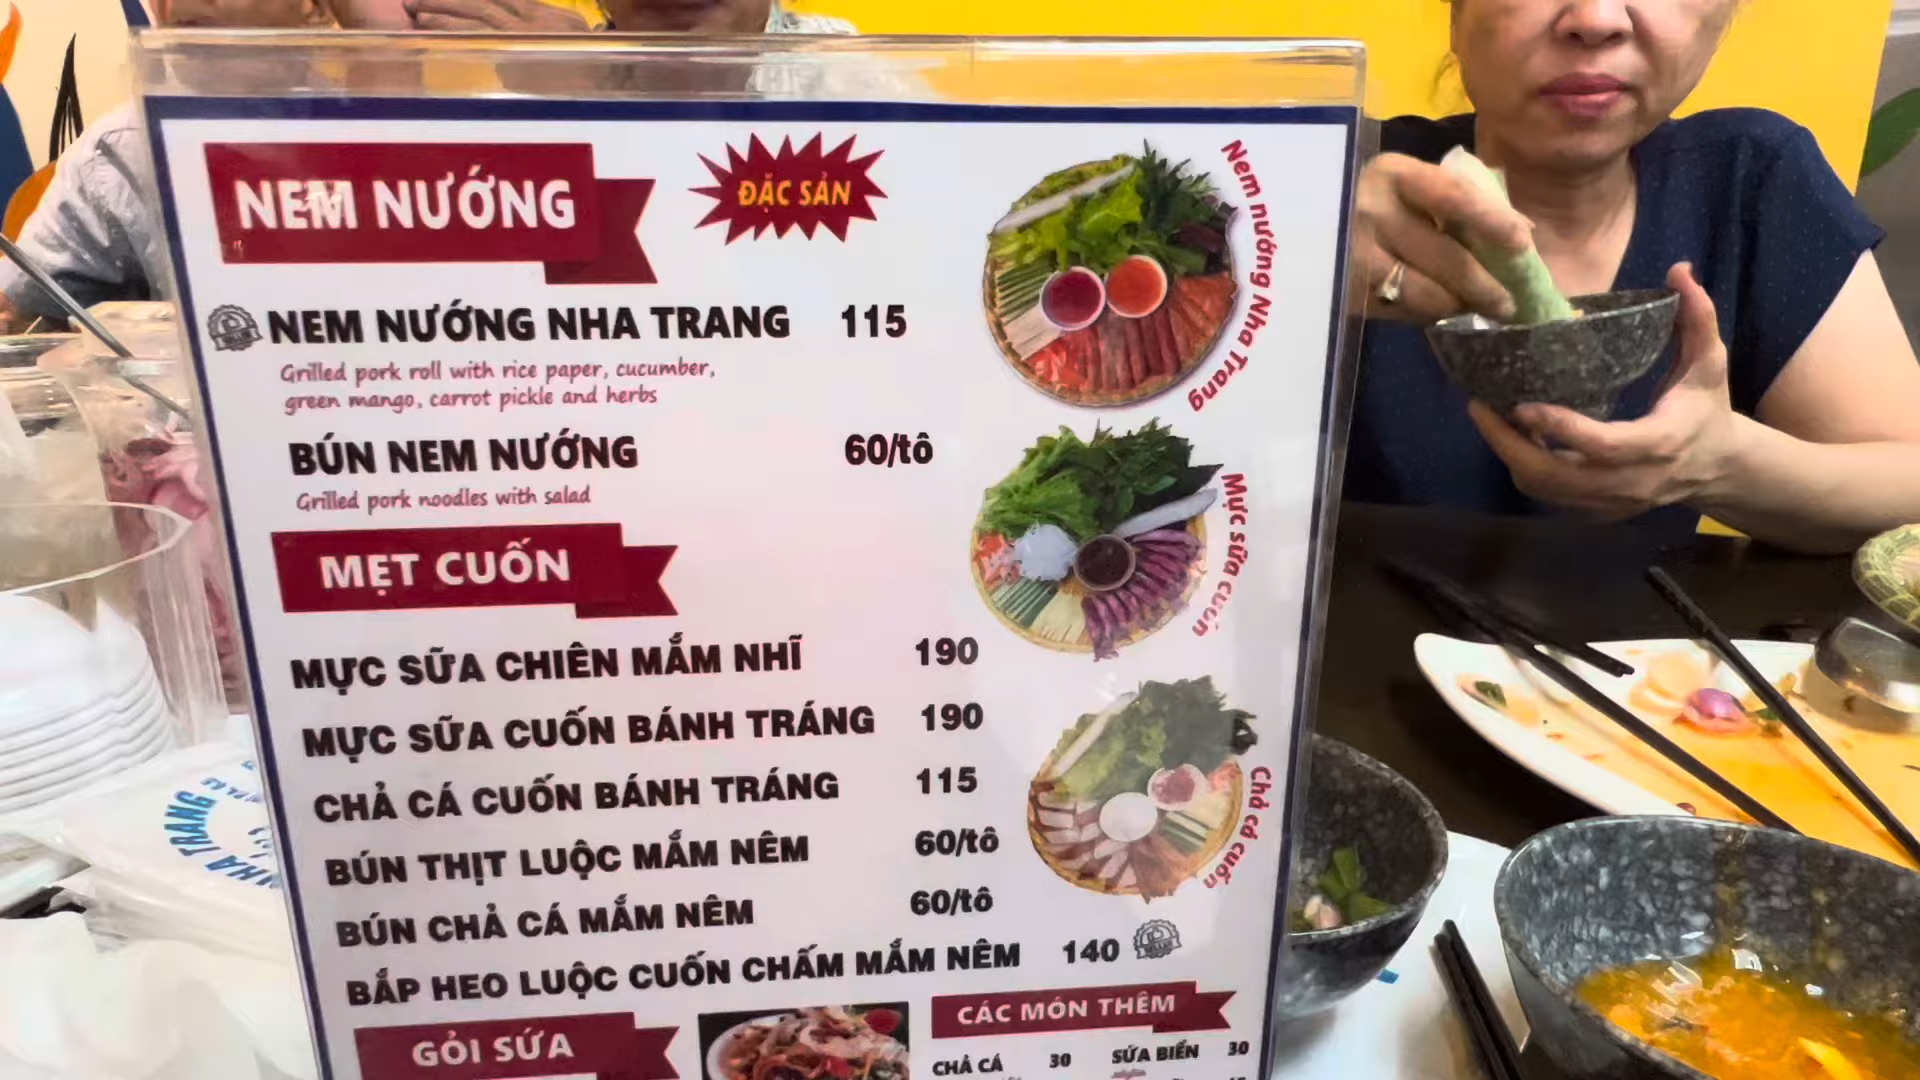 NEM NƯỚNG
ĐẶC SẢN
NEM NƯỚNG NHA TRANG 115
Grilled pork roll with rice paper, cucumber,
green mango, carrot pickle and herbs
BÚN NEM NƯỚNG 60/tô
Grilled pork noodles with salad
Nem nướng Nha Trang
MẸT CUỐN
Mực sữa cuốn
MỰC SỮA CHIÊN MẮM NHĨ 190
MỰC SỮA CUỐN BÁNH TRÁNG 190
CHẢ CÁ CUỐN BÁNH TRÁNG 115
BÚN THỊT LUỘC MẮM NÊM 60/tô
BÚN CHẢ CÁ MẮM NÊM 60/tô
BẮP HEO LUỘC CUỐN CHẤM MẮM NÊM 140
Chả cá cuốn
GỎI SỨA
CÁC MÓN THÊM
CHẢ CÁ 30 SỨA BIỂN 30
NHA TRANG